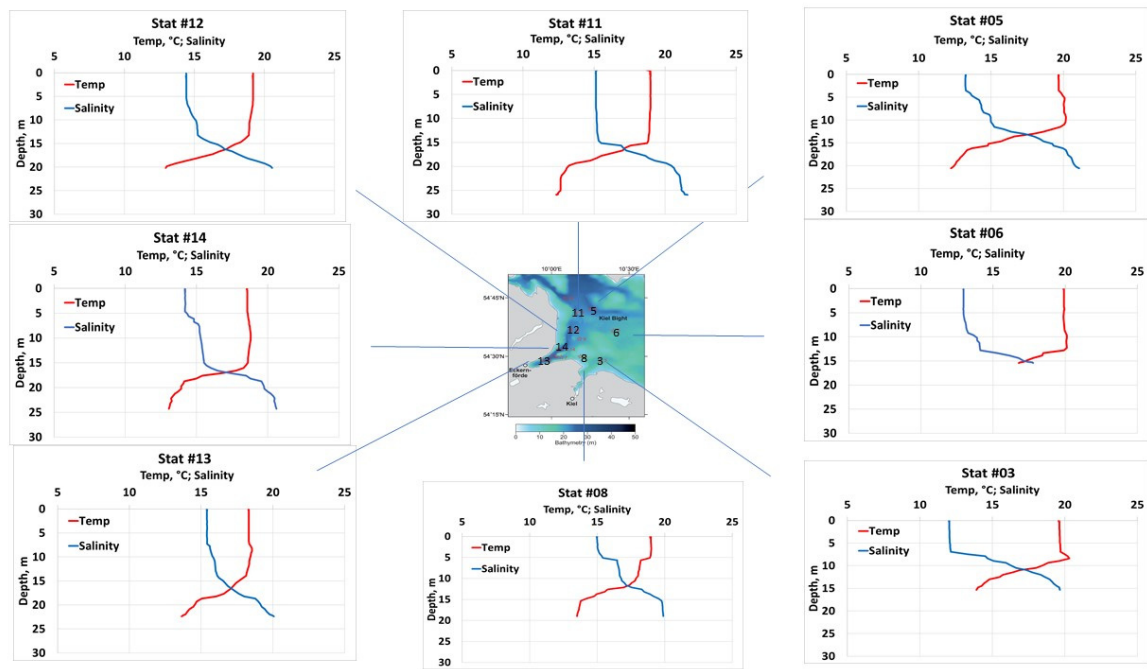 Stat #12
Temp, °C; Salinity
5 10 15 20 25
0
5
10
15
20
25
30
Depth, m
Temp
Salinity
Stat #11
Temp, °C; Salinity
5 10 15 20 25
0
5
10
15
20
25
30
Depth, m
Temp
Salinity
Stat #05
Temp, °C; Salinity
5 10 15 20 25
0
5
10
15
20
25
30
Depth, m
Temp
Salinity
Stat #14
Temp, °C; Salinity
5 10 15 20 25
0
5
10
15
20
25
30
Depth, m
Temp
Salinity
10°00'E 10°30'E
54°45'N
54°30'N
54°15'N
11 5
Kiel Bight
12 6
14
13 8 3
Eckern-
förde
Kiel
0 10 20 30 40 50
Bathymetry (m)
Stat #06
Temp, °C; Salinity
5 10 15 20 25
0
5
10
15
20
25
30
Depth, m
Temp
Salinity
Stat #13
Temp, °C; Salinity
5 10 15 20 25
0
5
10
15
20
25
30
Depth, m
Temp
Salinity
Stat #08
Temp, °C; Salinity
5 10 15 20 25
0
5
10
15
20
25
30
Depth, m
Temp
Salinity
Stat #03
Temp, °C; Salinity
5 10 15 20 25
0
5
10
15
20
25
30
Depth, m
Temp
Salinity